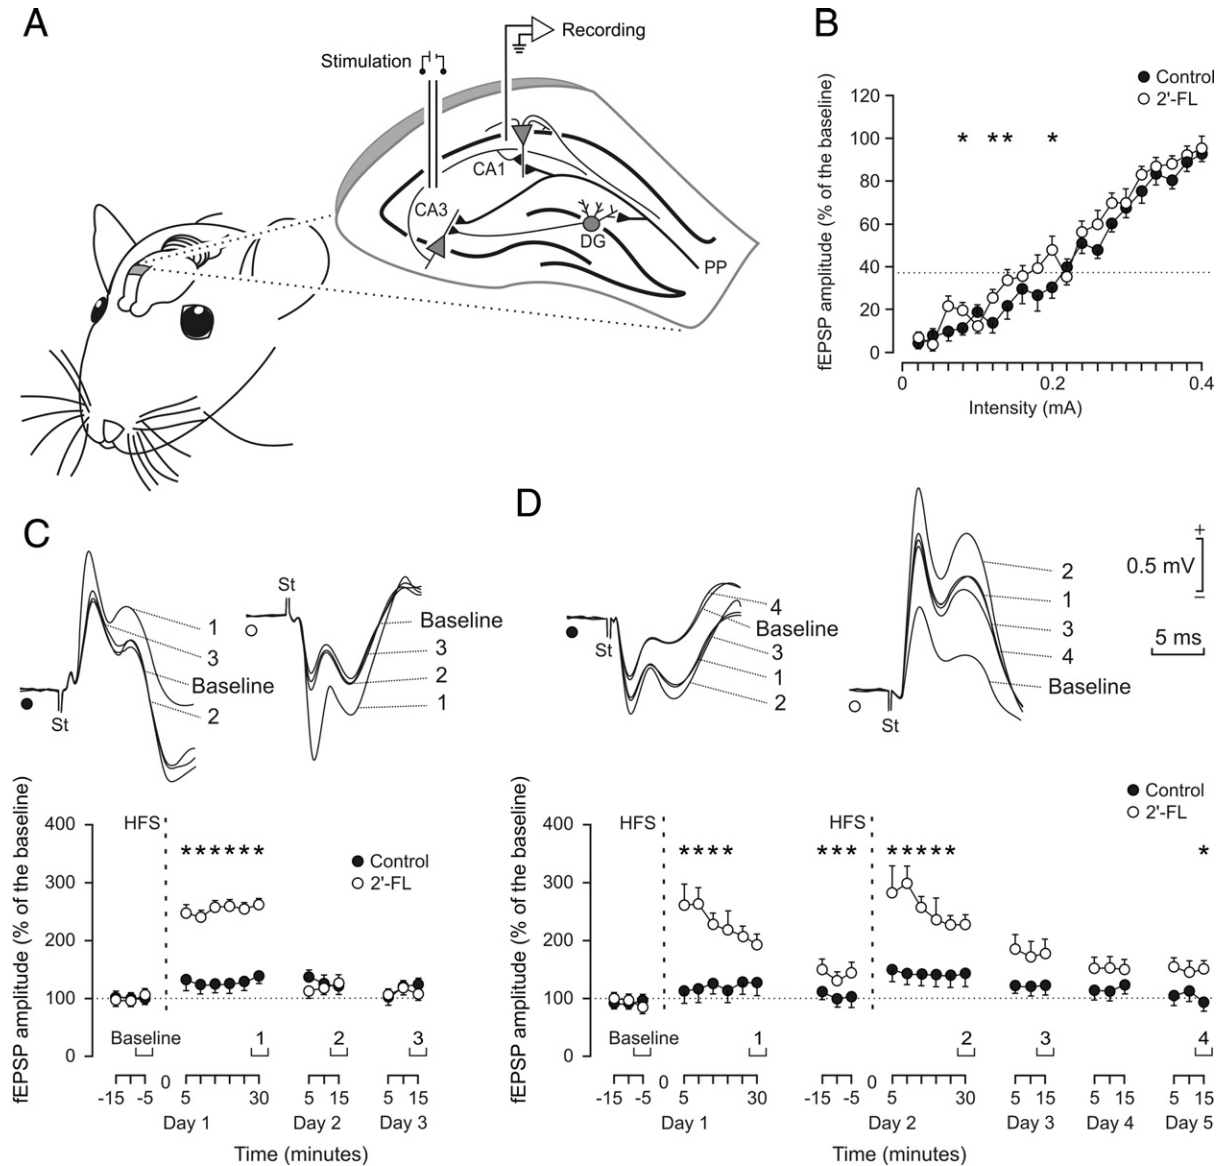 A
Recording
Stimulation
CA1
CA3
DG
PP
B
Control
2'-FL
fEPSP amplitude (% of the baseline)
120
100
80
60
40
20
0
* ** *
0 0.2 0.4
Intensity (mA)
C
1
3
Baseline
2
St
St
Baseline
3
2
1
D
4
Baseline
3
1
2
St
2
1
3
4
Baseline
St
+
0.5 mV
−
5 ms
fEPSP amplitude (% of the baseline)
400
300
200
100
0
HFS
******
Control
2'-FL
Baseline 1 2 3
-15 -5 0 5 30 5 15 5 15
Day 1 Day 2 Day 3
Time (minutes)
Control
2'-FL
fEPSP amplitude (% of the baseline)
400
300
200
100
0
HFS HFS
**** *** ***** *
Baseline 1 2 3 4
-15 -5 0 5 30 -15 -5 0 5 30 5 15 5 15 5 15
Day 1 Day 2 Day 3 Day 4 Day 5
Time (minutes)